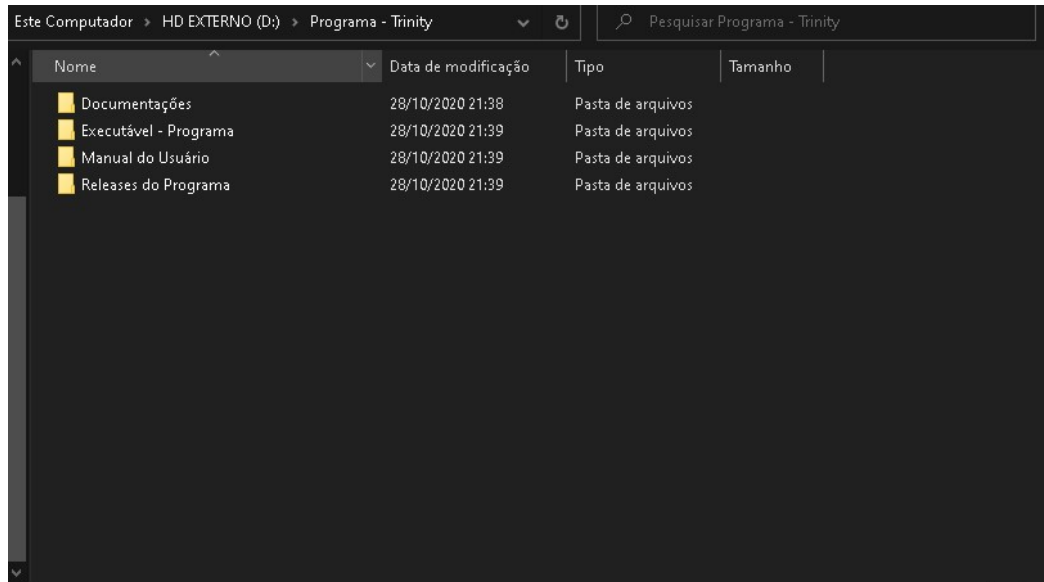 Este Computador > HD EXTERNO (D:) > Programa - Trinity Pesquisar Programa - Trinity
Nome Data de modificação Tipo Tamanho
Documentações 28/10/2020 21:38 Pasta de arquivos
Executável - Programa 28/10/2020 21:39 Pasta de arquivos
Manual do Usuário 28/10/2020 21:39 Pasta de arquivos
Releases do Programa 28/10/2020 21:39 Pasta de arquivos